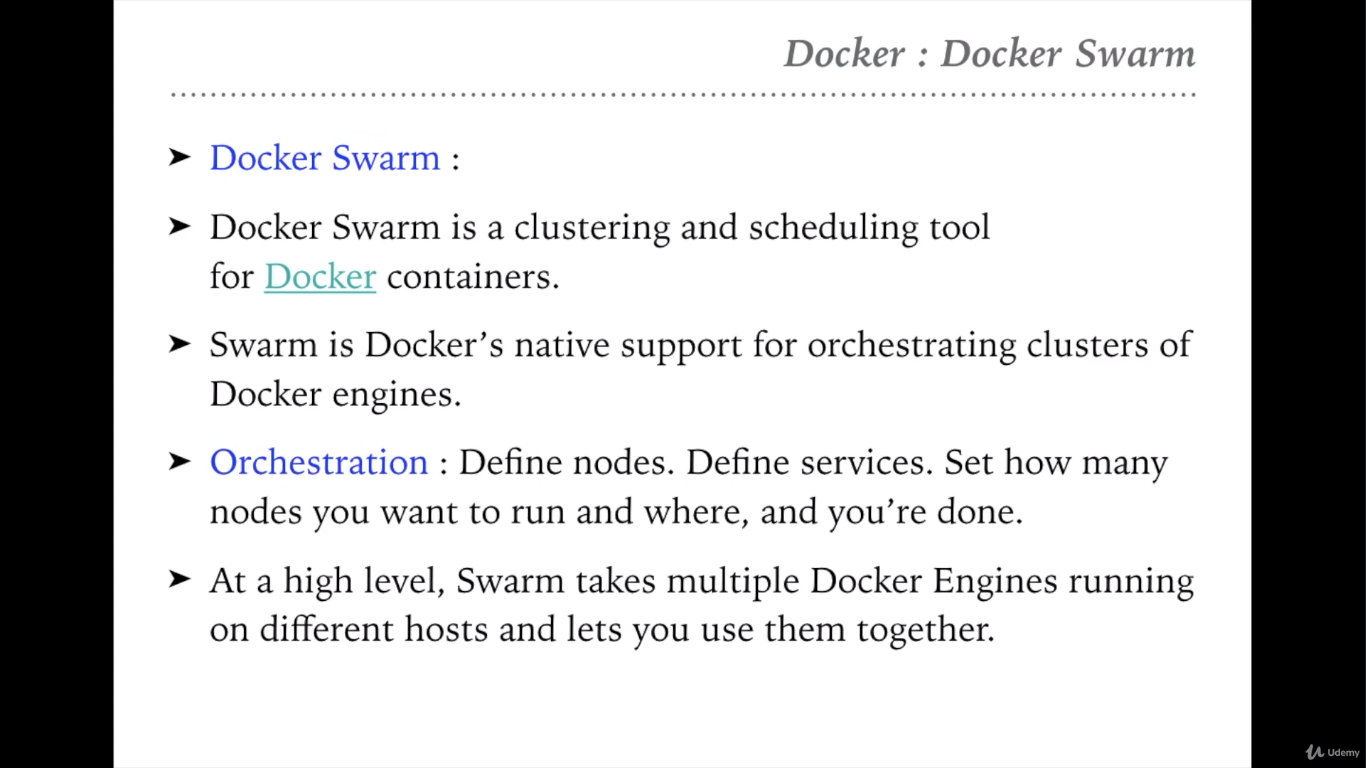 Docker : Docker Swarm
➤ Docker Swarm :
➤ Docker Swarm is a clustering and scheduling tool
for Docker containers.
➤ Swarm is Docker’s native support for orchestrating clusters of
Docker engines.
➤ Orchestration : Define nodes. Define services. Set how many
nodes you want to run and where, and you’re done.
➤ At a high level, Swarm takes multiple Docker Engines running
on different hosts and lets you use them together.
Udemy